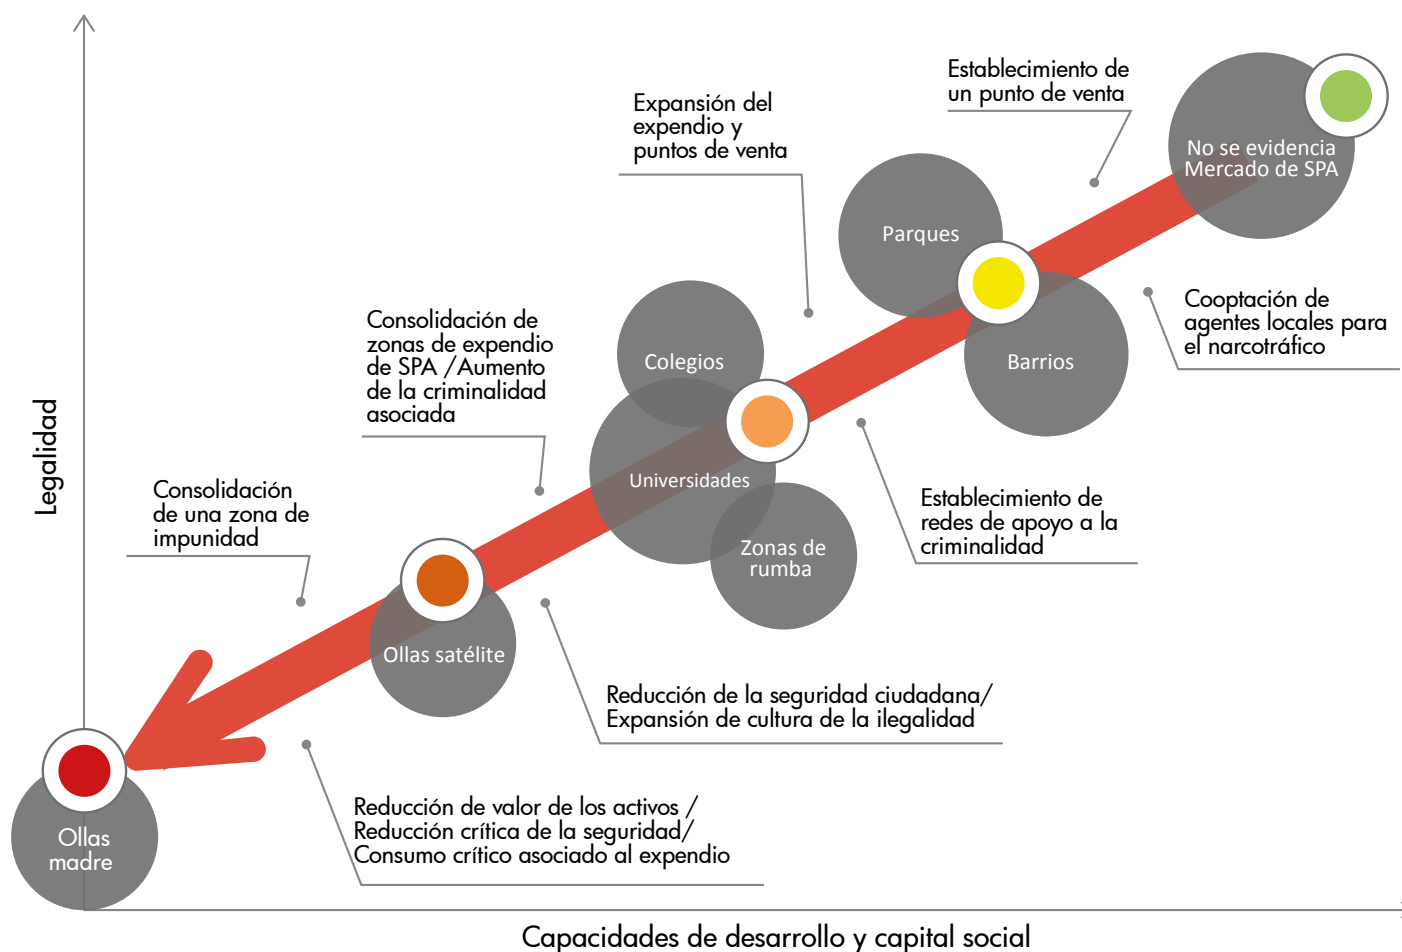 Establecimiento de
un punto de venta
Expansión del
expendio y
puntos de venta
No se evidencia
Mercado de SPA
Parques
Cooptación de
agentes locales para
el narcotráfico
Consolidación de
zonas de expendio
de SPA /Aumento
de la criminalidad
asociada
Colegios
Barrios
Legalidad
Consolidación
de una zona de
impunidad
Universidades
Establecimiento de
redes de apoyo a la
criminalidad
Zonas de
rumba
Ollas satélite
Reducción de la seguridad ciudadana/
Expansión de cultura de la ilegalidad
Reducción de valor de los activos /
Reducción crítica de la seguridad/
Consumo crítico asociado al expendio
Ollas
madre
Capacidades de desarrollo y capital social